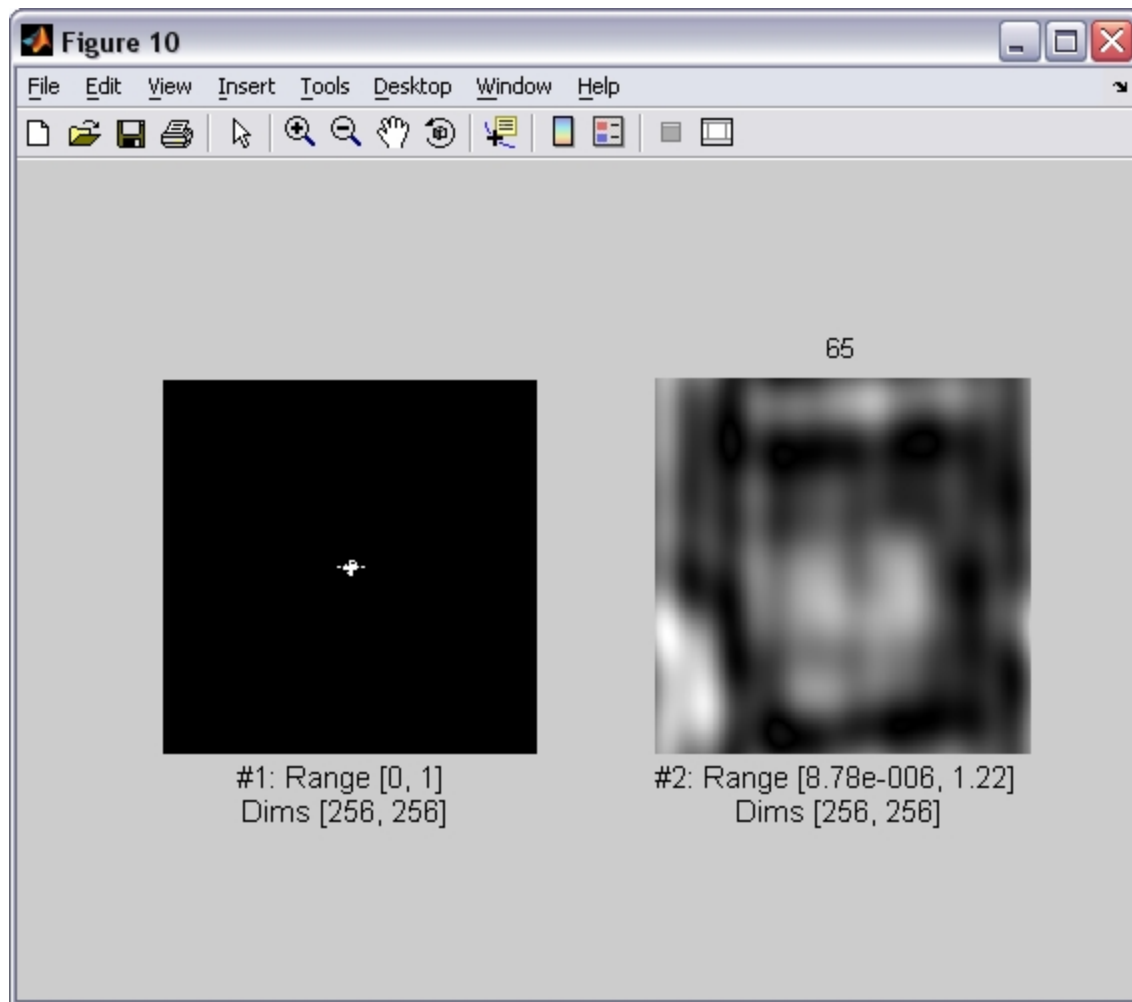 Figure 10
File Edit View Insert Tools Desktop Window Help
65
#1: Range [0, 1]
Dims [256, 256]
#2: Range [8.78e-006, 1.22]
Dims [256, 256]